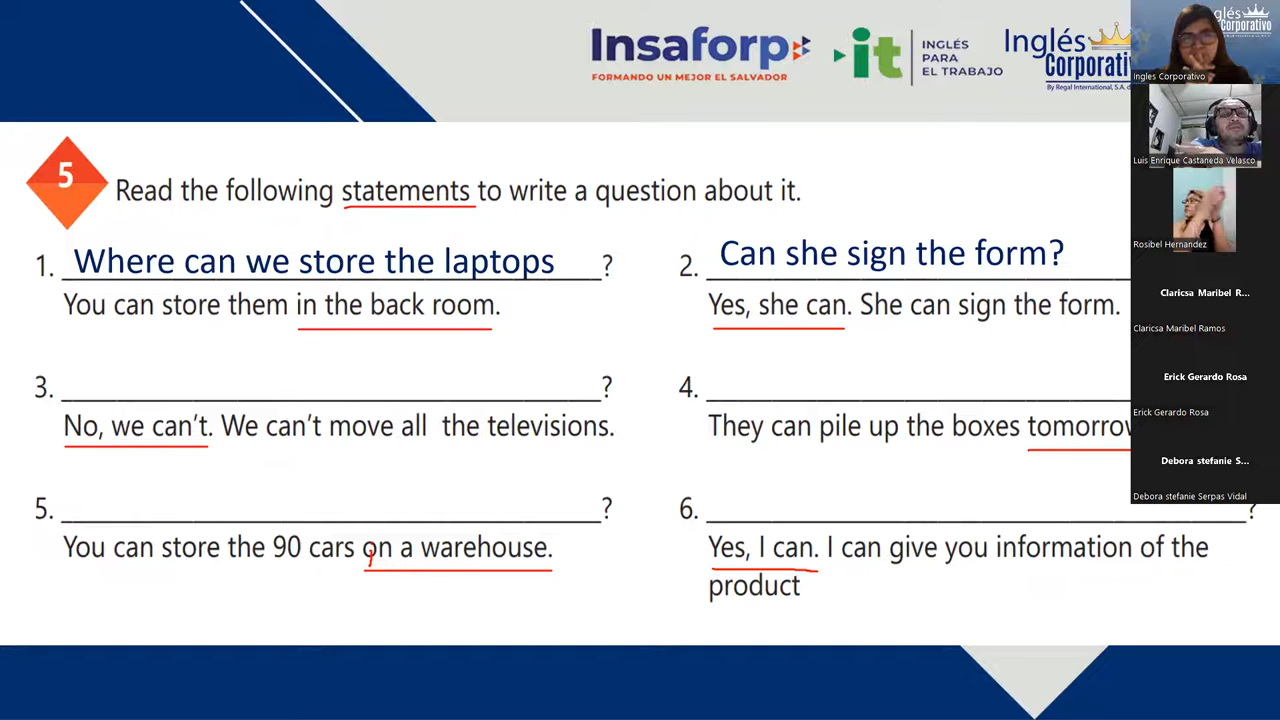 Insaforp
FORMANDO UN MEJOR EL SALVADOR
it
INGLÉS
PARA
EL TRABAJO
Inglés
By Regal International, S.A.
glés
Corporativo
Ingles Corporativo
Luis Enrique Castaneda Velasco
Rosibel Hernandez
Claricsa Maribel R...
Claricsa Maribel Ramos
Erick Gerardo Rosa
Erick Gerardo Rosa
Debora stefanie S...
Debora stefanie Serpas Vidal
5
Read the following statements to write a question about it.
1. Where can we store the laptops ?
You can store them in the back room.
2. Can she sign the form?
Yes, she can. She can sign the form.
3. ?
No, we can't. We can't move all the televisions.
4.
They can pile up the boxes
5. ?
You can store the 90 cars on a warehouse.
6. ?
Yes, I can. I can give you information of the
product